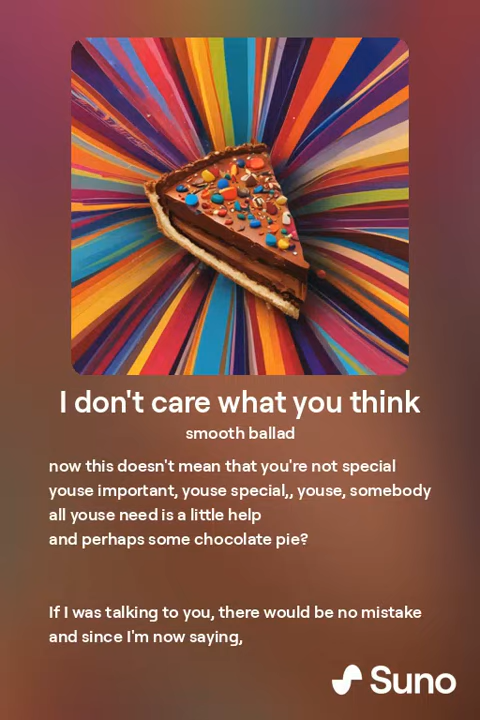 I don't care what you think
smooth ballad
now this doesn't mean that you're not special
youse important, youse special,, youse, somebody
all youse need is a little help
and perhaps some chocolate pie?
If I was talking to you, there would be no mistake
and since I'm now saying,
Suno